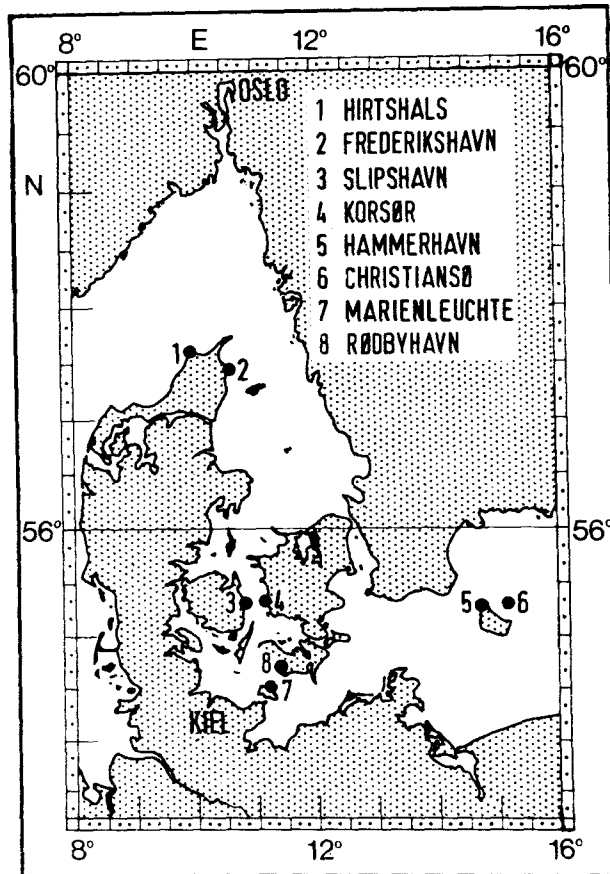 8° E 12° 16°
60° 60°
OSLO
1 HIRTSHALS
2 FREDERIKSHAVN
3 SLIPSHAVN
4 KORSØR
5 HAMMERHAVN
6 CHRISTIANSØ
7 MARIENLEUCHTE
8 RØDBYHAVN
N
1
2
56° 56°
3 4 5 6
8
7
KIEL
8° 12° 16°